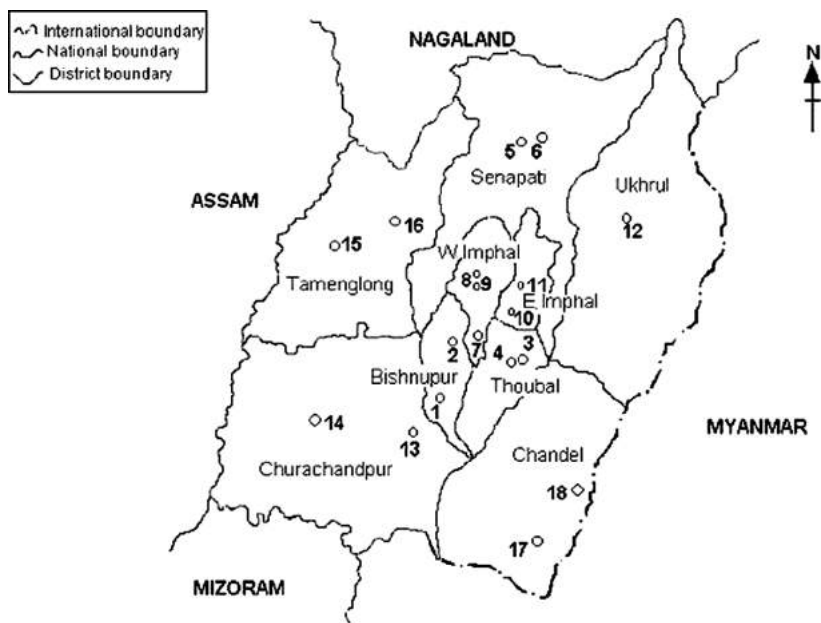 International boundary
National boundary
District boundary
NAGALAND
N
5 6
Senapati
Ukhrul
ASSAM
16
12
15
W.Imphal
Tamenglong
8 9
11
E Imphal
10
2
7
4 3
Bishnupur
Thoubal
1
14
MYANMAR
13
Chandel
Churachandpur
18
17
MIZORAM